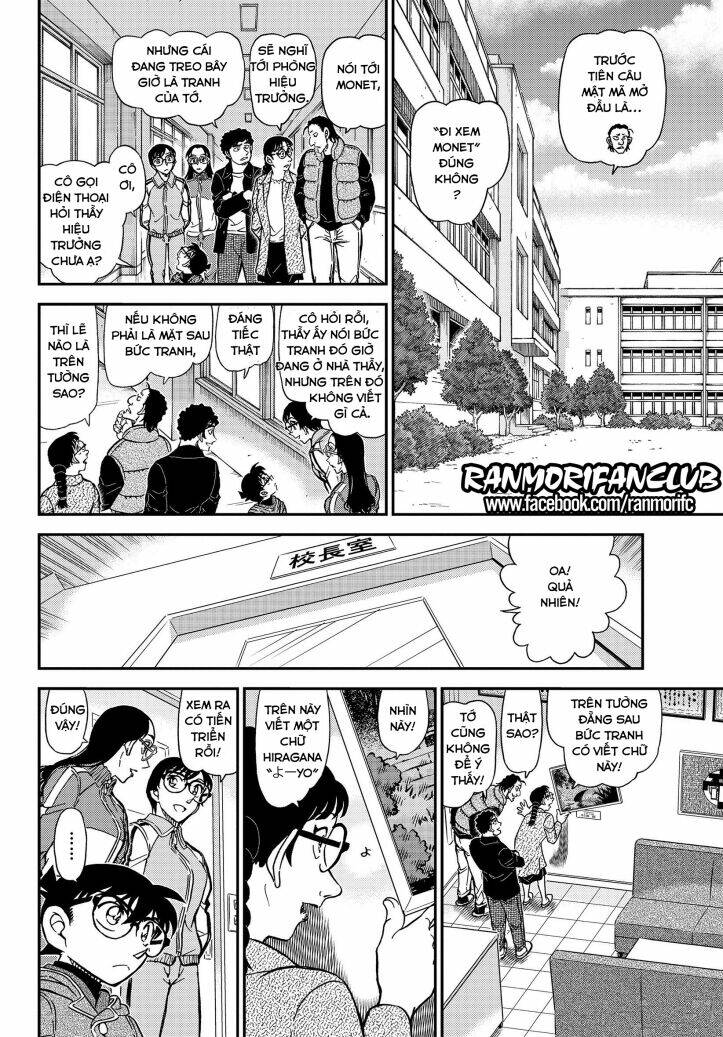 TRƯỚC
TIÊN CÂU
MẬT MÃ MỞ
ĐẦU LÀ...
"ĐI XEM
MONET"
ĐÚNG
KHÔNG
?
NÓI TỚI
MONET,
SẼ NGHĨ
TỚI PHÒNG
HIỆU
TRƯỞNG.
NHƯNG CÁI
ĐANG TREO BÂY
GIỜ LÀ TRANH
CỦA TỚ.
CÔ
ƠI,
CÔ GỌI
ĐIỆN THOẠI
HỎI THẦY
HIỆU
TRƯỞNG
CHƯA Ạ?
CÔ HỎI RỒI,
THẦY ẤY NÓI BỨC
TRANH ĐÓ GIỜ
ĐANG Ở NHÀ THẦY,
NHƯNG TRÊN ĐÓ
KHÔNG VIẾT
GÌ CẢ.
ĐÁNG
TIẾC
THẬT
NẾU KHÔNG
PHẢI LÀ MẶT SAU
BỨC TRANH,
THÌ LẼ
NÀO LÀ
TRÊN
TƯỜNG
SAO?
RANMORIFANCLUB
www.facebook.com/ranmorifc
校長室
OA!
QUẢ
NHIÊN!
TRÊN TƯỜNG
ĐẰNG SAU
BỨC TRANH
CÓ VIẾT CHỮ
NÀY!
THẬT
SAO?
TỚ
CŨNG
KHÔNG
ĐỂ Ý
THẤY!
NHÌN
NÀY!
TRÊN NÀY
VIẾT MỘT
CHỮ
HIRAGANA
"よーYO"
よ
XEM RA
CÓ TIẾN
TRIỂN
RỒI!
ĐÚNG
VẬY!
......